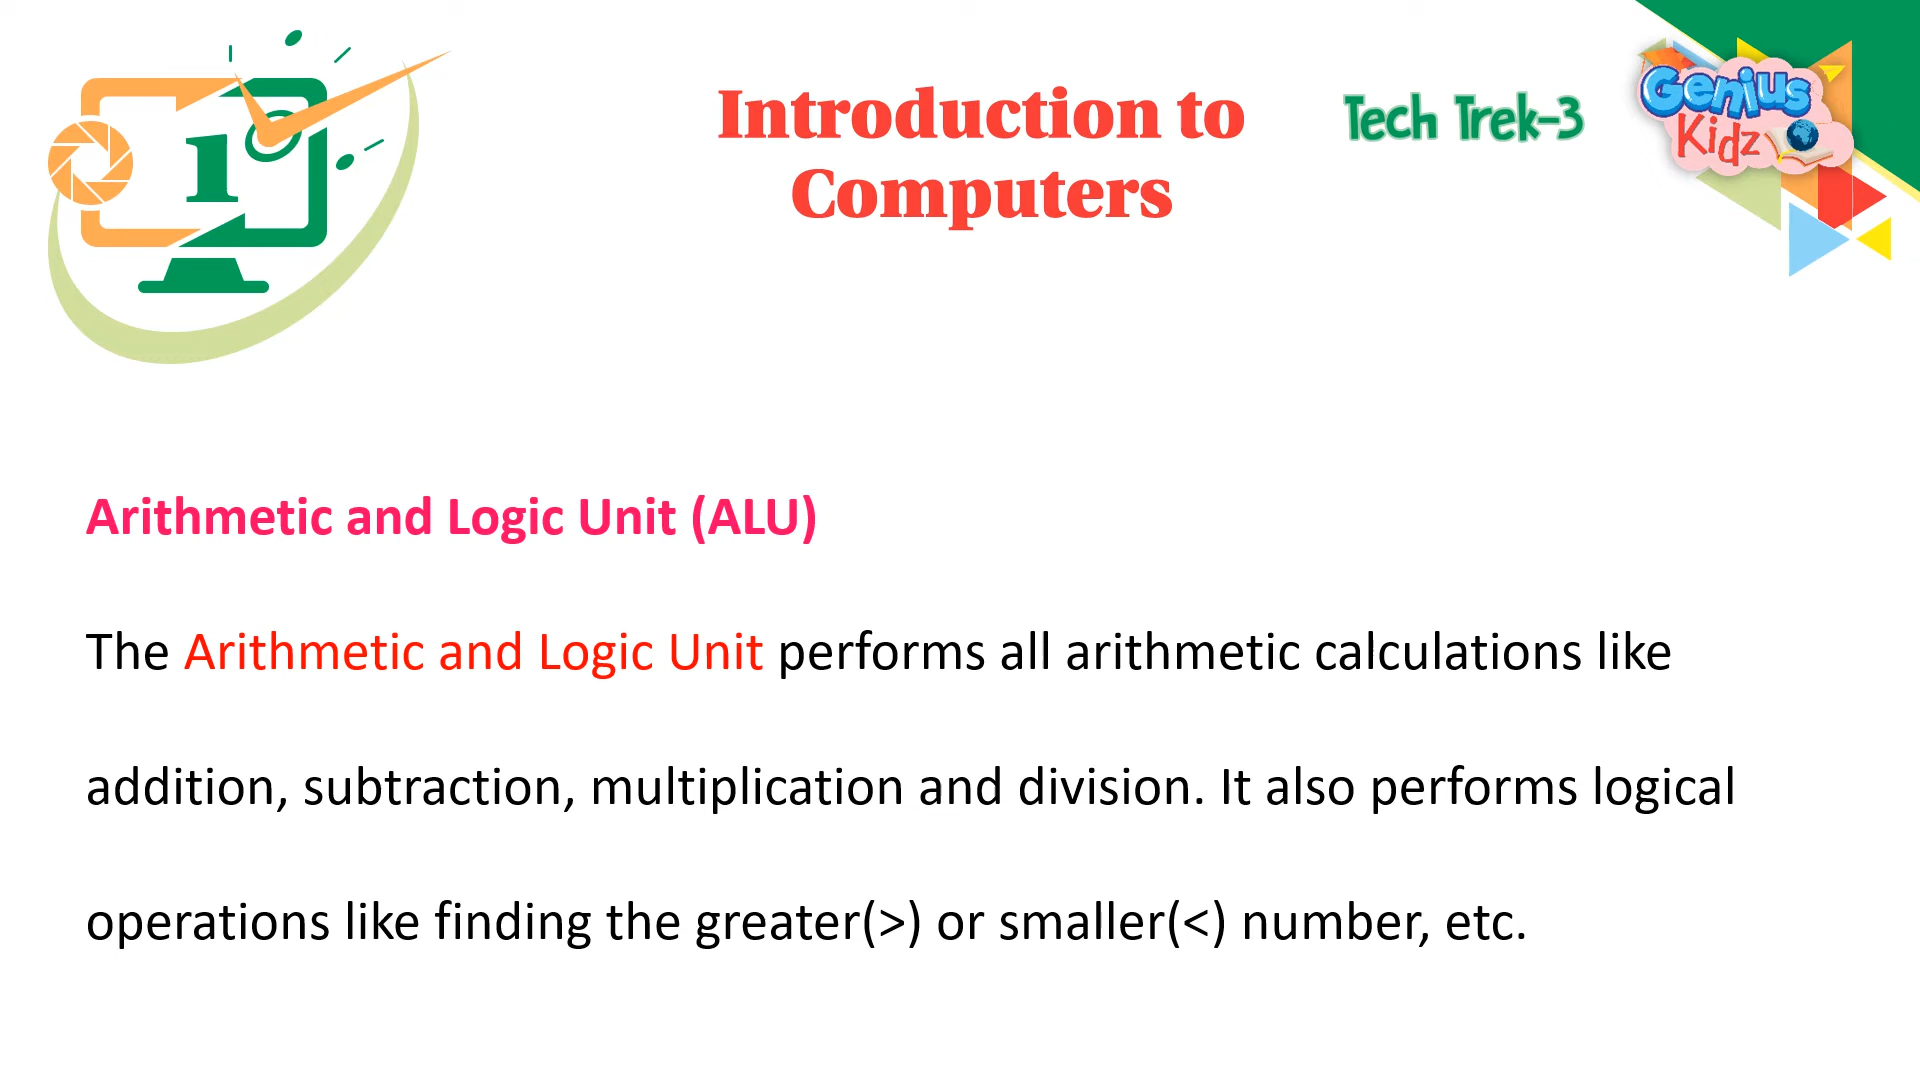 1
Introduction to
Computers
Tech Trek-3
Genius
Kidz
Arithmetic and Logic Unit (ALU)
The Arithmetic and Logic Unit performs all arithmetic calculations like
addition, subtraction, multiplication and division. It also performs logical
operations like finding the greater(>) or smaller(<) number, etc.